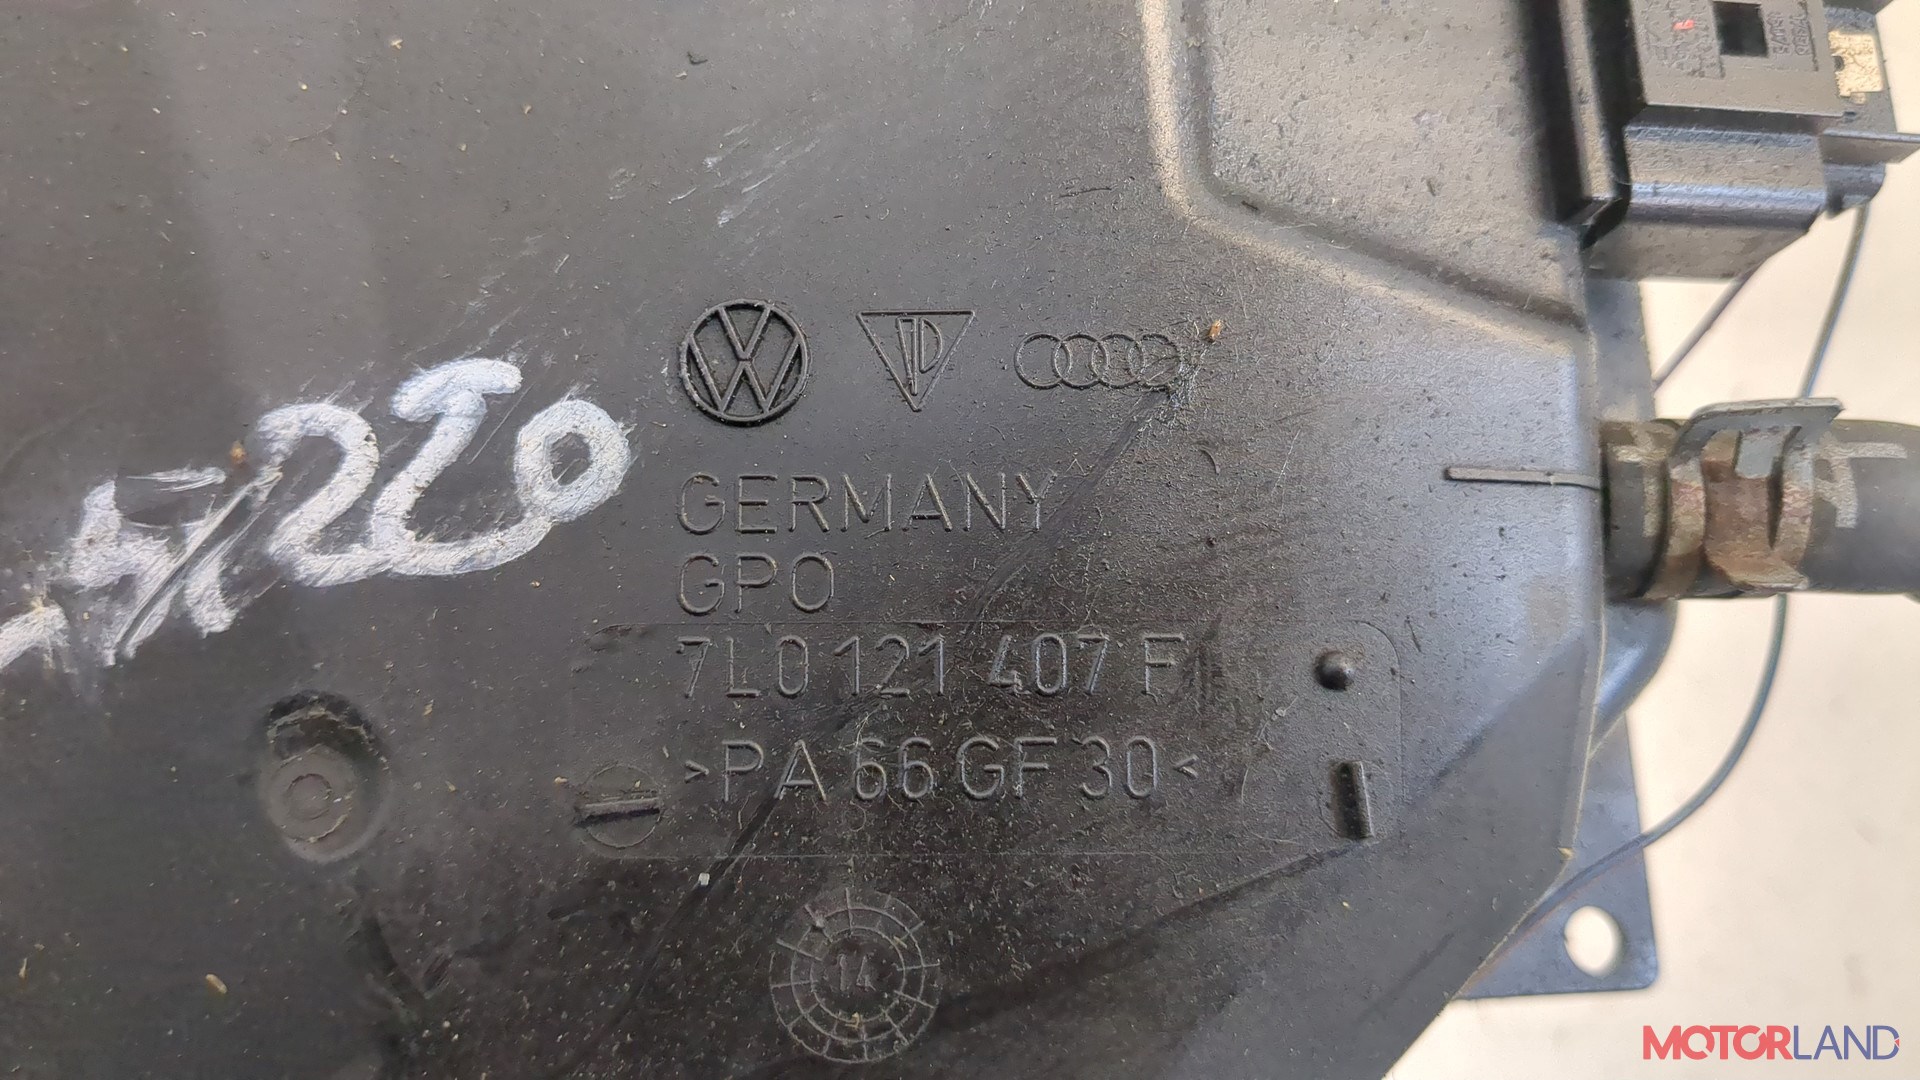 GERMANY
GPO
7L0 121 407 F
>PA 66 GF 30<
14
MOTORLAND